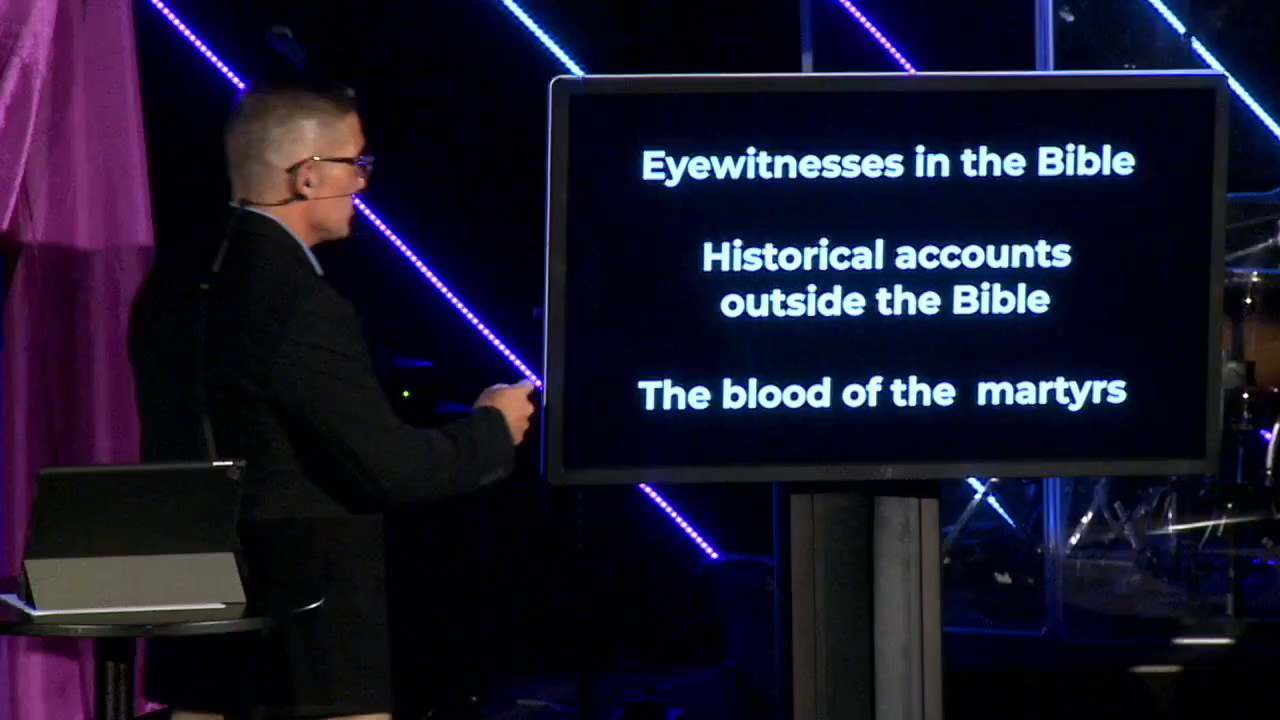 Eyewitnesses in the Bible
Historical accounts
outside the Bible
The blood of the martyrs